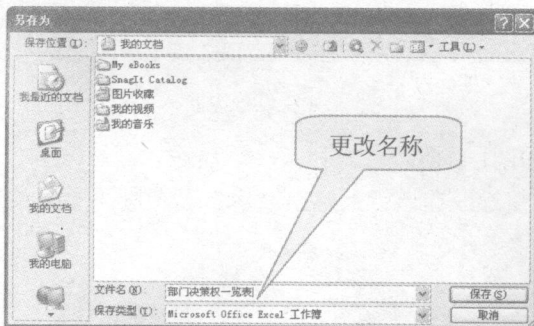 另存为
保存位置(I):
我的文档
工具(L)
My eBooks
SnagIt Catalog
图片收藏
我的视频
我的音乐
我最近的文档
桌面
我的文档
我的电脑
更改名称
文件名(N):
部门决策权一览表
保存(S)
保存类型(T):
Microsoft Office Excel 工作簿
取消